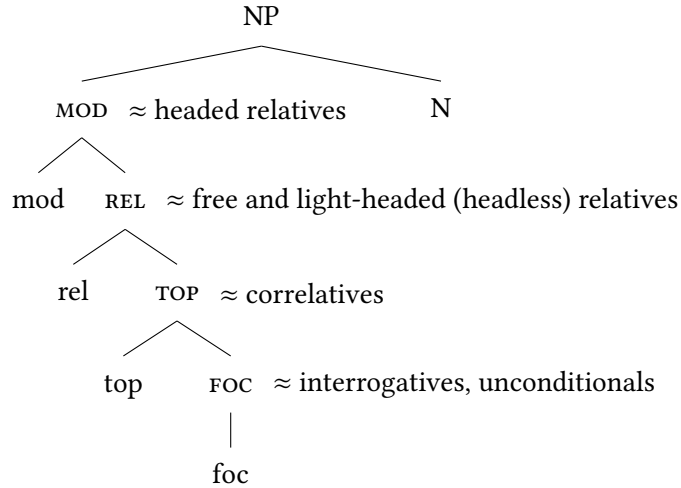 NP
MOD ≈ headed relatives N
mod REL ≈ free and light-headed (headless) relatives
rel TOP ≈ correlatives
top FOC ≈ interrogatives, unconditionals
foc